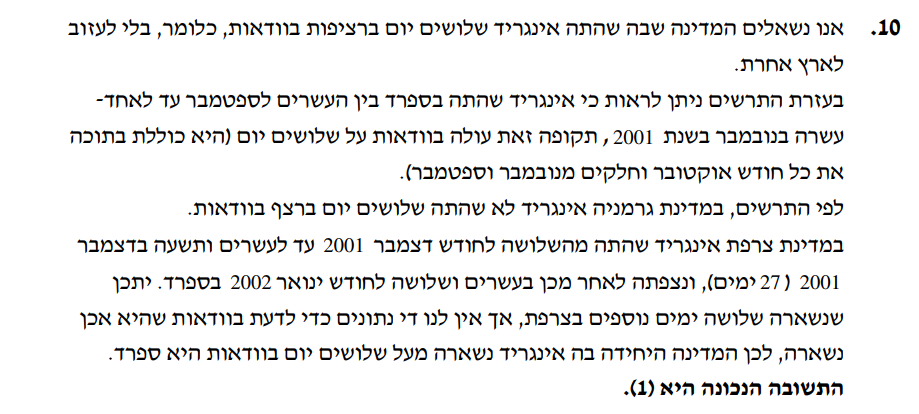 10. אנו נשאלים המדינה שבה שהתה אינגריד שלושים יום ברציפות בוודאות, כלומר, בלי לעזוב
לארץ אחרת.
בעזרת התרשים ניתן לראות כי אינגריד שהתה בספרד בין העשרים לספטמבר עד לאחד-
עשרה בנובמבר בשנת 2001, תקופה זאת עולה בוודאות על שלושים יום (היא כוללת בתוכה
את כל חודש אוקטובר וחלקים מנובמבר וספטמבר).
לפי התרשים, במדינת גרמניה אינגריד לא שהתה שלושים יום ברצף בוודאות.
במדינת צרפת אינגריד שהתה מהשלושה לחודש דצמבר 2001 עד לעשרים ותשעה בדצמבר
2001 (27 ימים), ונצפתה לאחר מכן בעשרים ושלושה לחודש ינואר 2002 בספרד. יתכן
שנשארה שלושה ימים נוספים בצרפת, אך אין לנו די נתונים כדי לדעת בוודאות שהיא אכן
נשארה, לכן המדינה היחידה בה אינגריד נשארה מעל שלושים יום בוודאות היא ספרד.
התשובה הנכונה היא (1).